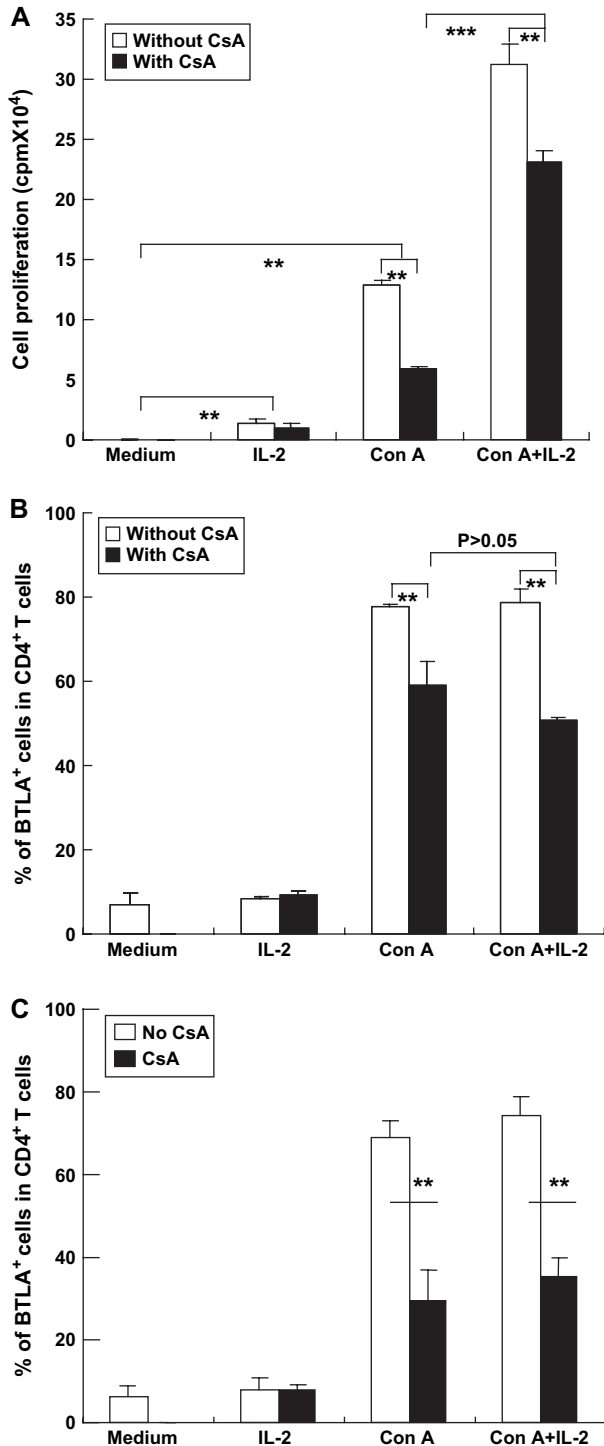 A
Without CsA
With CsA
Cell proliferation (cpmX10⁴)
35
30
25
20
15
10
5
0
***
**
**
**
**
Medium IL-2 Con A Con A+IL-2
B
Without CsA
With CsA
% of BTLA⁺ cells in CD4⁺ T cells
100
80
60
40
20
0
P>0.05
** **
Medium IL-2 Con A Con A+IL-2
C
No CsA
CsA
% of BTLA⁺ cells in CD4⁺ T cells
100
80
60
40
20
0
** **
Medium IL-2 Con A Con A+IL-2